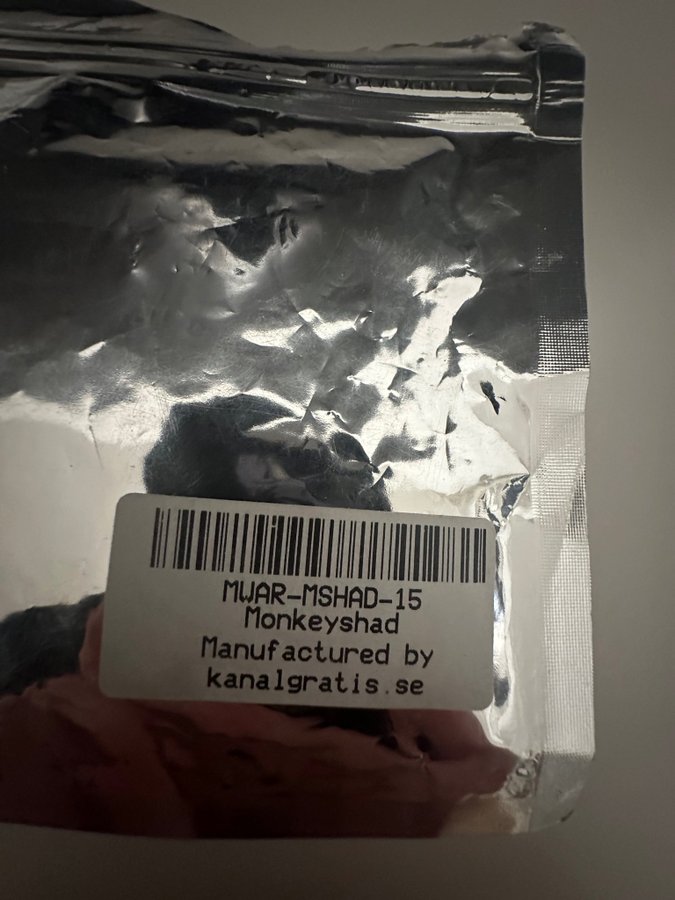 MWAR-MSHAD-15
Monkeyshad
Manufactured by
kanalgratis.se